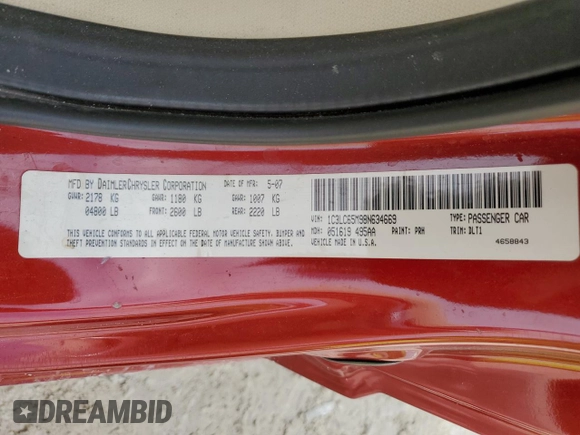 MFD BY DAIMLERCHRYSLER CORPORATION DATE OF MFR 5-07
GVWR: 2178 KG GAWR: 1180 KG GAWR: 1007 KG
04800 LB FRONT: 2600 LB REAR: 2220 LB
THIS VEHICLE CONFORMS TO ALL APPLICABLE FEDERAL MOTOR VEHICLE SAFETY, BUMPER AND
THEFT PREVENTION STANDARDS IN EFFECT ON THE DATE OF MANUFACTURE SHOWN ABOVE.
VIN: 1C3LC65M98N634669 TYPE: PASSENGER CAR
MDH: 051619 495AA PAINT: PRH TRIM: DLT1
MADE IN U.S.A. 4658843
DREAMBID